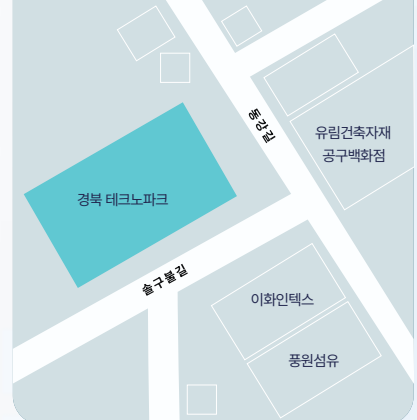 동강길
유림건축자재
공구백화점
경북 테크노파크
솔구불길
이화인텍스
풍원섬유